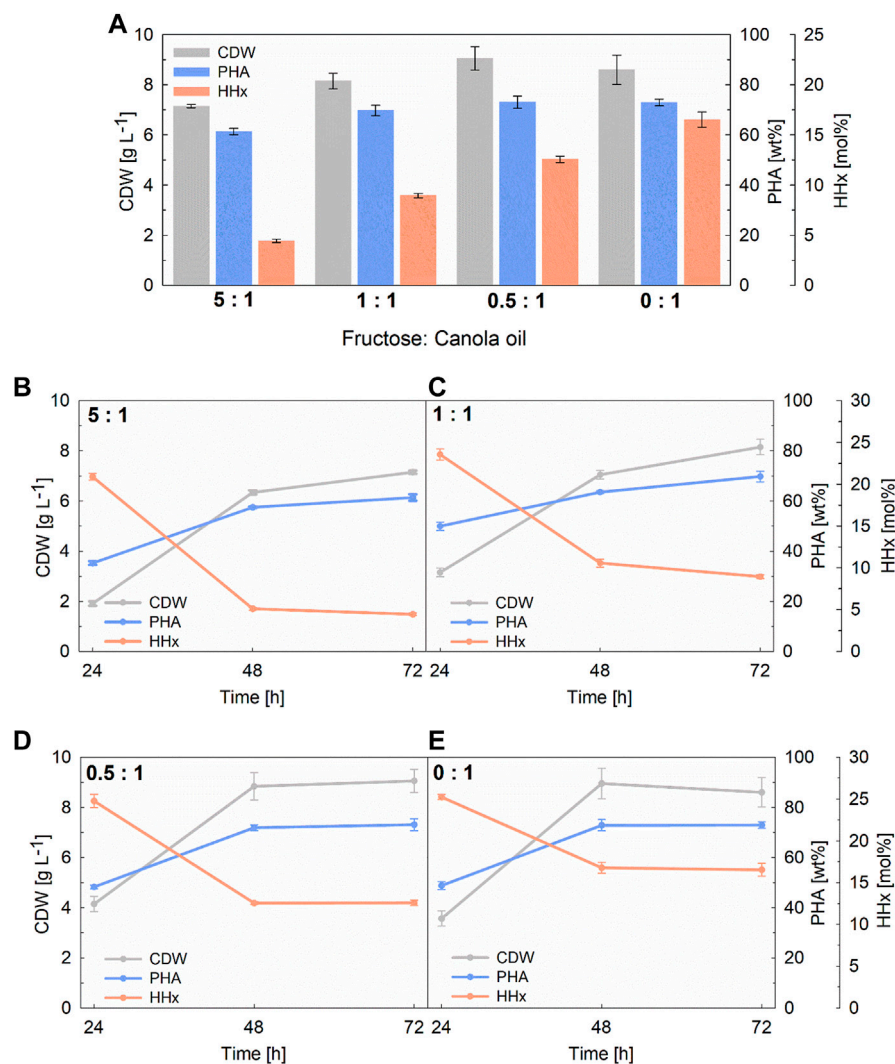 A
CDW
PHA
HHx
CDW [g L-1]
10
8
6
4
2
0
PHA [wt%]
100
80
60
40
20
0
HHx [mol%]
25
20
15
10
5
0
5 : 1
1 : 1
0.5 : 1
0 : 1
Fructose: Canola oil
B
5 : 1
CDW [g L-1]
10
8
6
4
2
0
CDW
PHA
HHx
24
48
72
Time [h]
C
1 : 1
CDW
PHA
HHx
24
48
72
Time [h]
PHA [wt%]
100
80
60
40
20
0
HHx [mol%]
30
25
20
15
10
5
0
D
0.5 : 1
CDW [g L-1]
10
8
6
4
2
0
CDW
PHA
HHx
24
48
72
Time [h]
E
0 : 1
CDW
PHA
HHx
24
48
72
Time [h]
PHA [wt%]
100
80
60
40
20
0
HHx [mol%]
30
25
20
15
10
5
0